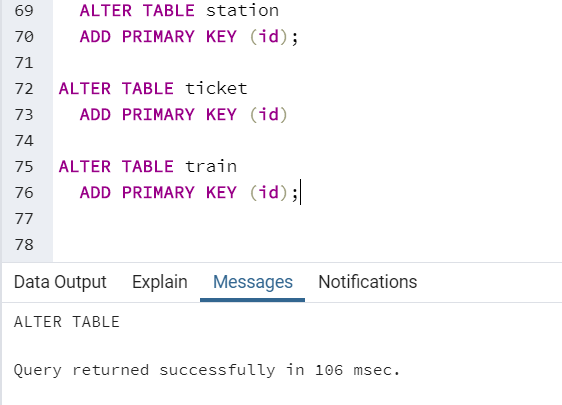 69 ALTER TABLE station
70 ADD PRIMARY KEY (id);
71
72 ALTER TABLE ticket
73 ADD PRIMARY KEY (id)
74
75 ALTER TABLE train
76 ADD PRIMARY KEY (id);
77
78
Data Output Explain Messages Notifications
ALTER TABLE
Query returned successfully in 106 msec.